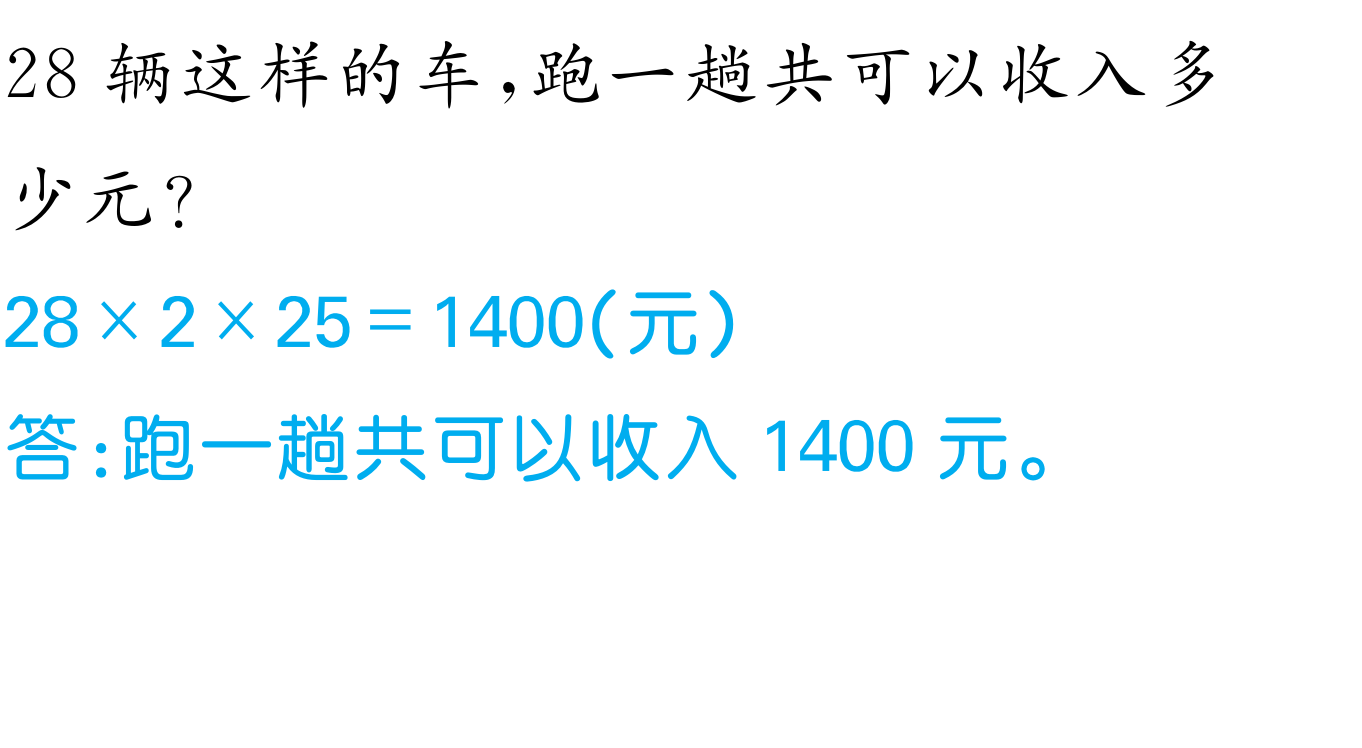 28 辆这样的车,跑一趟共可以收入多
少元?
28×2×25=1400(元)
答:跑一趟共可以收入 1400 元。